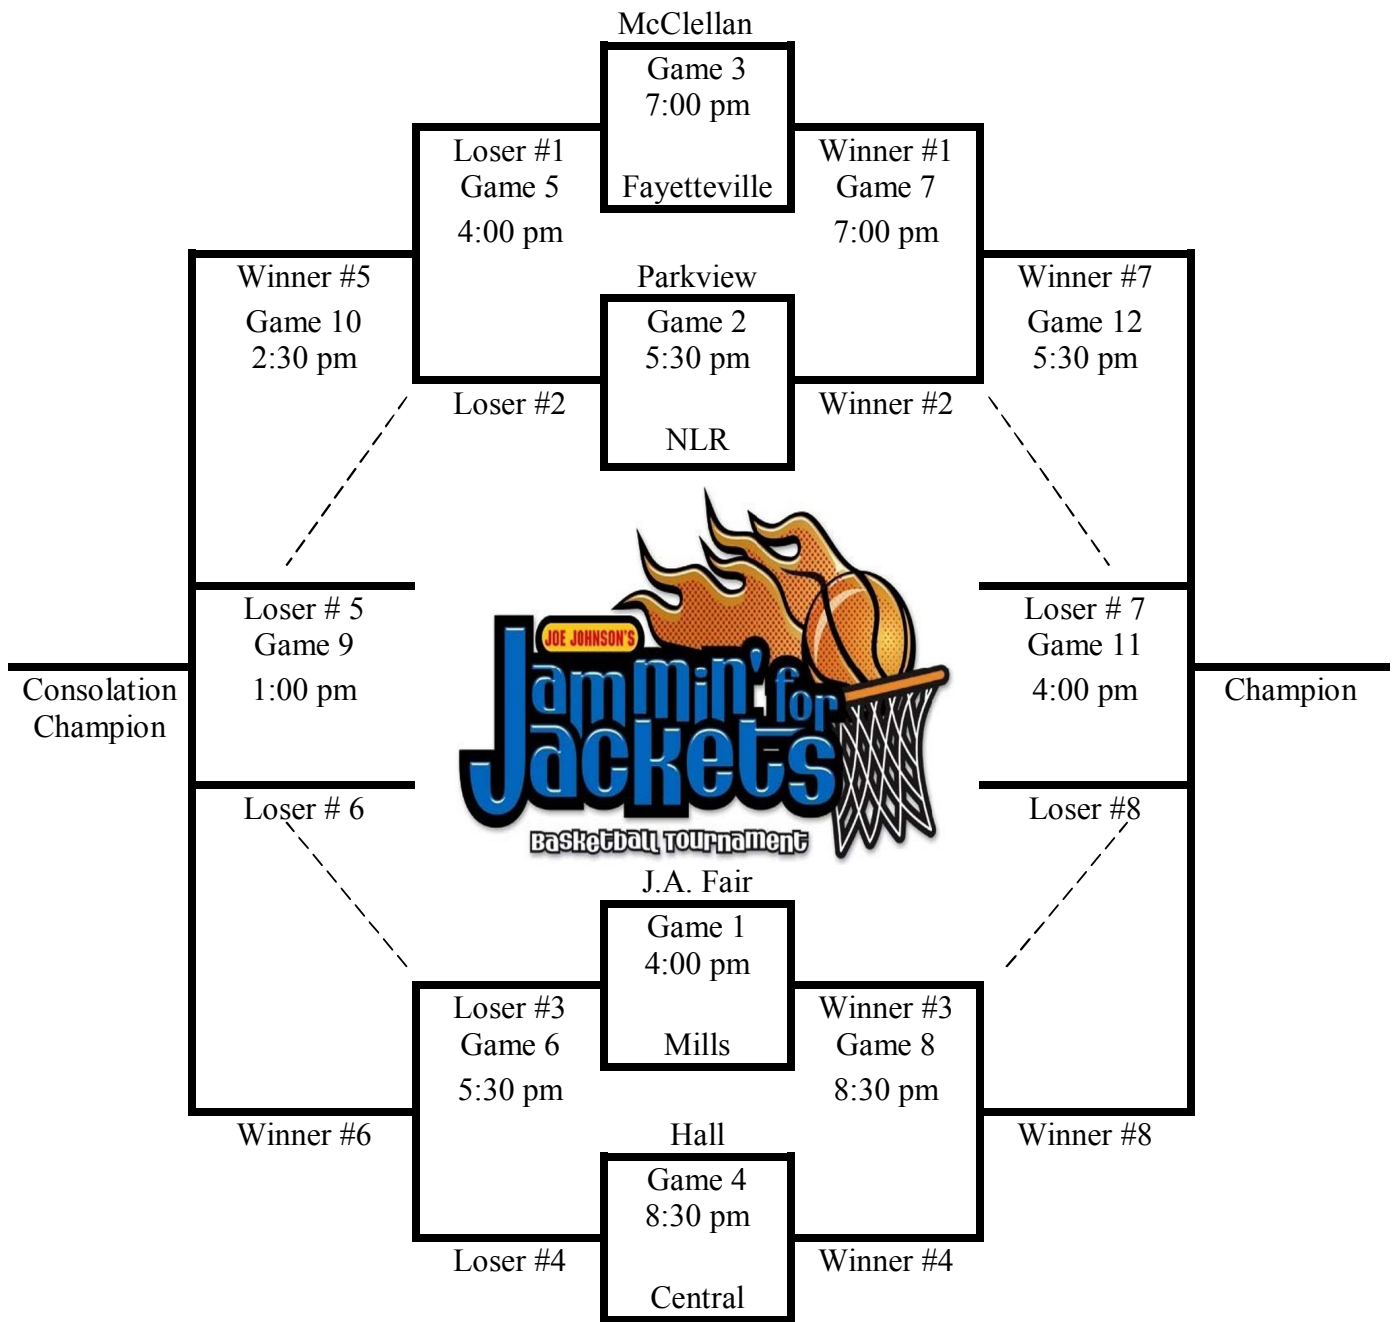 McClellan
Game 3
7:00 pm
Fayetteville
Loser #1
Game 5
4:00 pm
Winner #1
Game 7
7:00 pm
Winner #5
Game 10
2:30 pm
Parkview
Game 2
5:30 pm
NLR
Winner #7
Game 12
5:30 pm
Loser #2
Winner #2
Loser # 5
Game 9
1:00 pm
Consolation
Champion
JOE JOHNSON'S
Jammin' for
Jackets
Basketball Tournament
Loser # 7
Game 11
4:00 pm
Champion
Loser # 6
Loser #8
J.A. Fair
Game 1
4:00 pm
Mills
Loser #3
Game 6
5:30 pm
Winner #3
Game 8
8:30 pm
Winner #6
Hall
Game 4
8:30 pm
Central
Winner #8
Loser #4
Winner #4